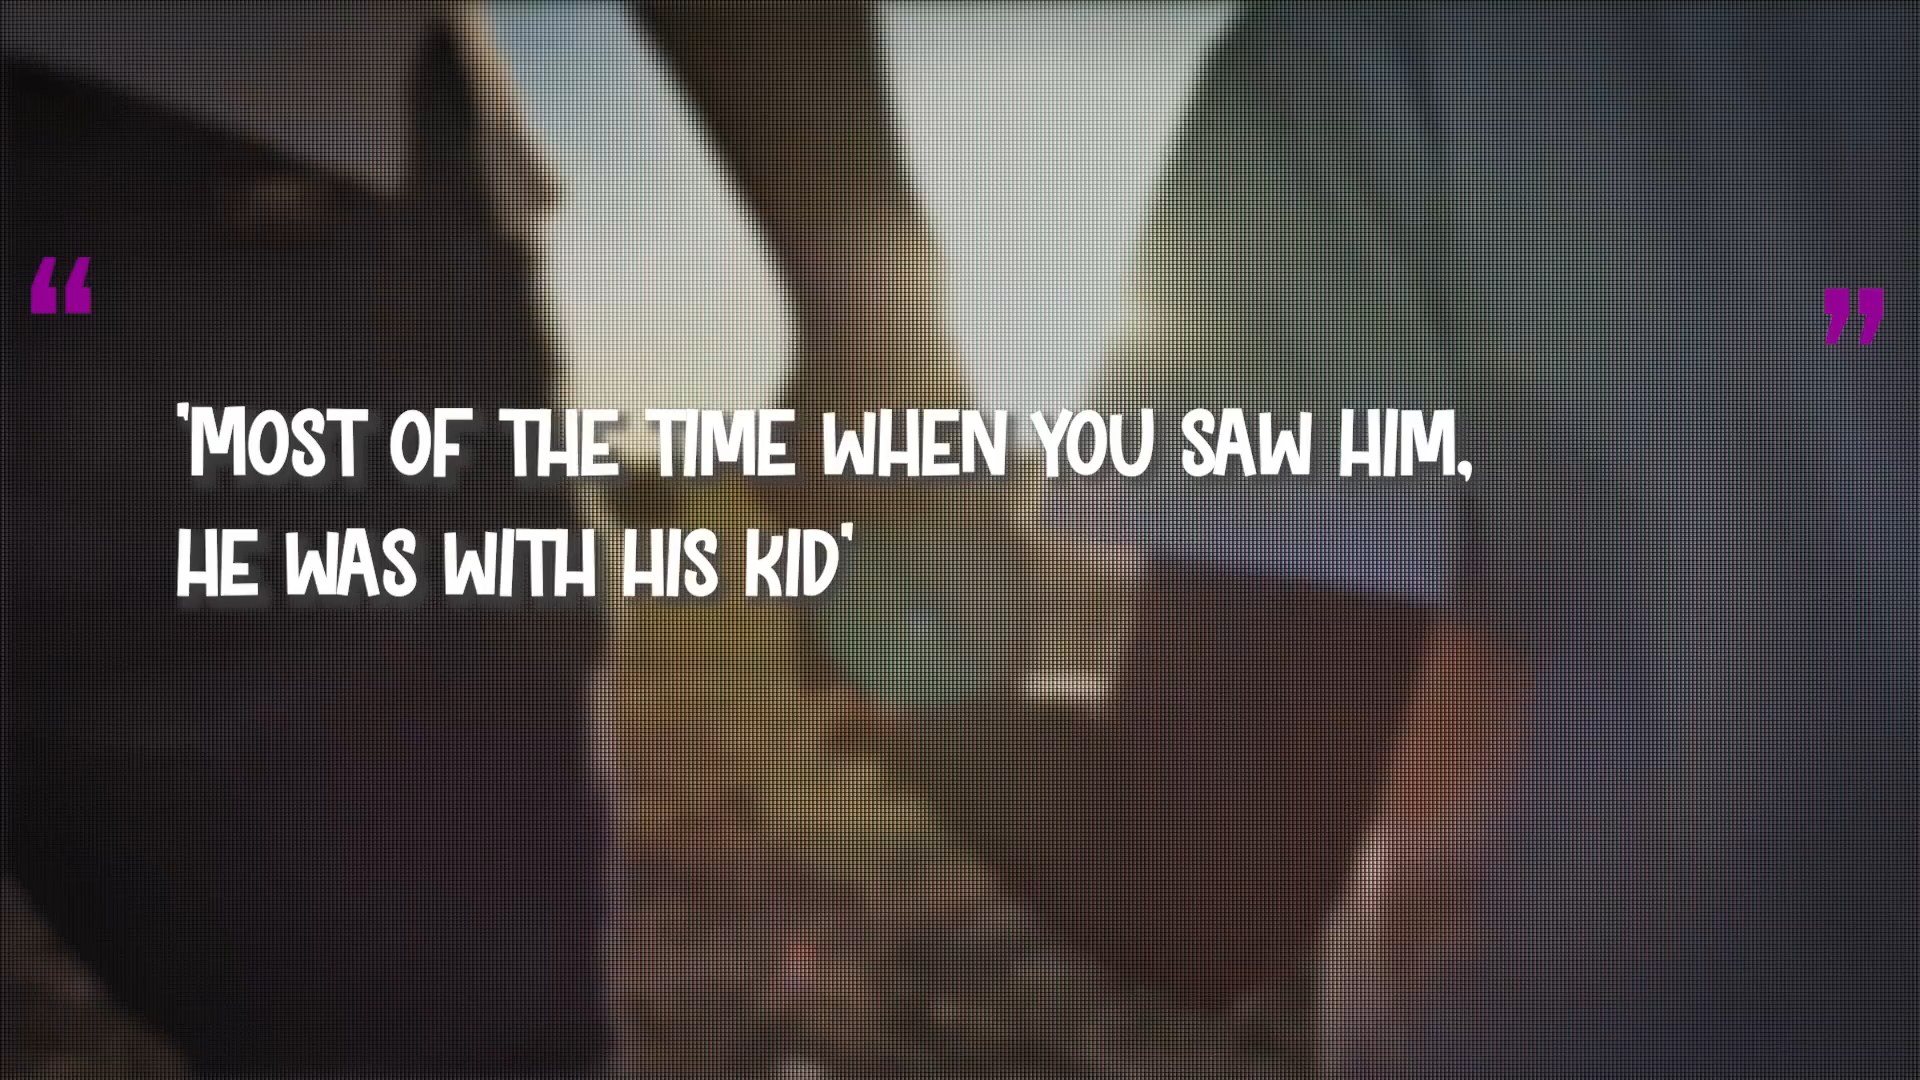 “ ”
'MOST OF THE TIME WHEN YOU SAW HIM,
HE WAS WITH HIS KID'